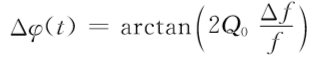 Δφ(t) = arctan(2Q₀ Δf/f)